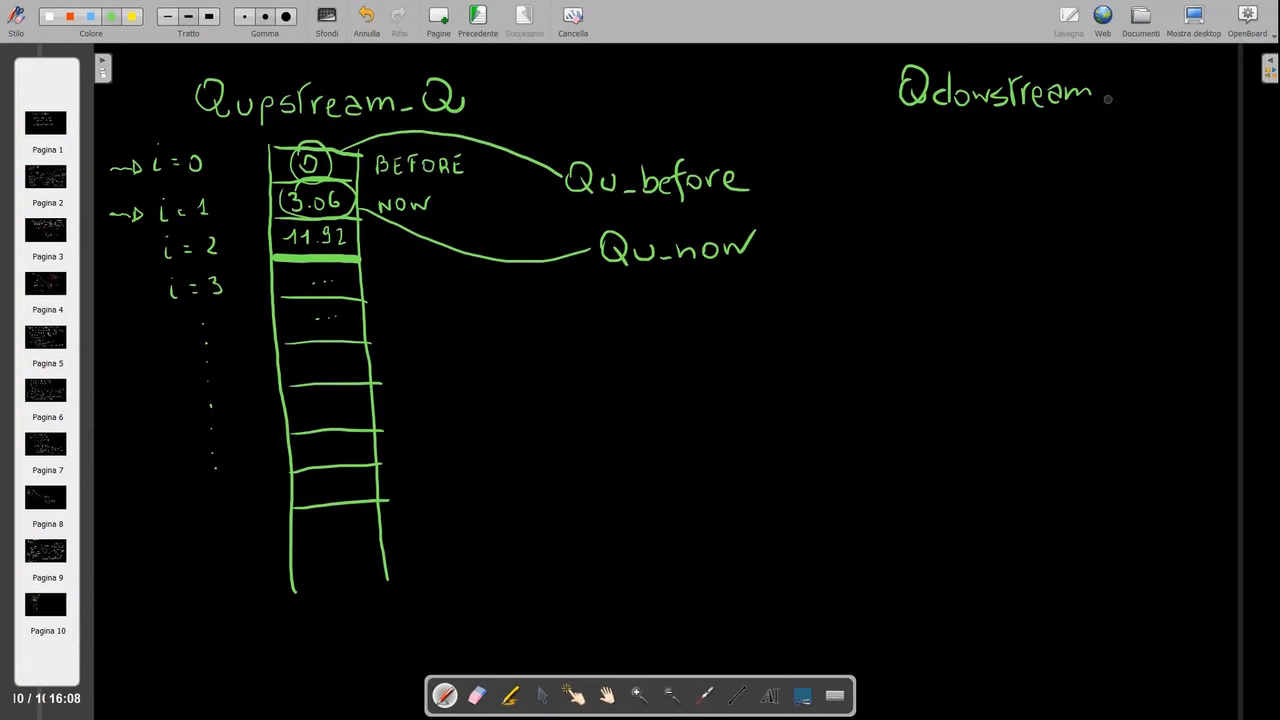 Stilo Colore Tratto Gomma Sfondi Annulla Rifai Pagine Precedente Successivo Cancella Lavagna Web Documenti Mostra desktop OpenBoard
Qupstream_Q
Qdowstream
i = 0 0 BEFORE
Qu_before
i = 1 3.06 NOW
i = 2 11.92
Qu_now
i = 3 ...
...
Pagina 1
Pagina 2
Pagina 3
Pagina 4
Pagina 5
Pagina 6
Pagina 7
Pagina 8
Pagina 9
Pagina 10
16:08